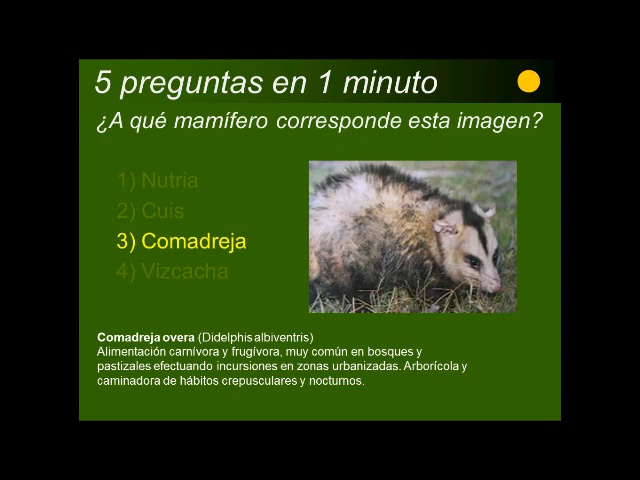 5 preguntas en 1 minuto
¿A qué mamífero corresponde esta imagen?
1) Nutria
2) Cuis
3) Comadreja
4) Vizcacha
Comadreja overa (Didelphis albiventris)
Alimentación carnívora y frugívora, muy común en bosques y
pastizales efectuando incursiones en zonas urbanizadas. Arborícola y
caminadora de hábitos crepusculares y nocturnos.